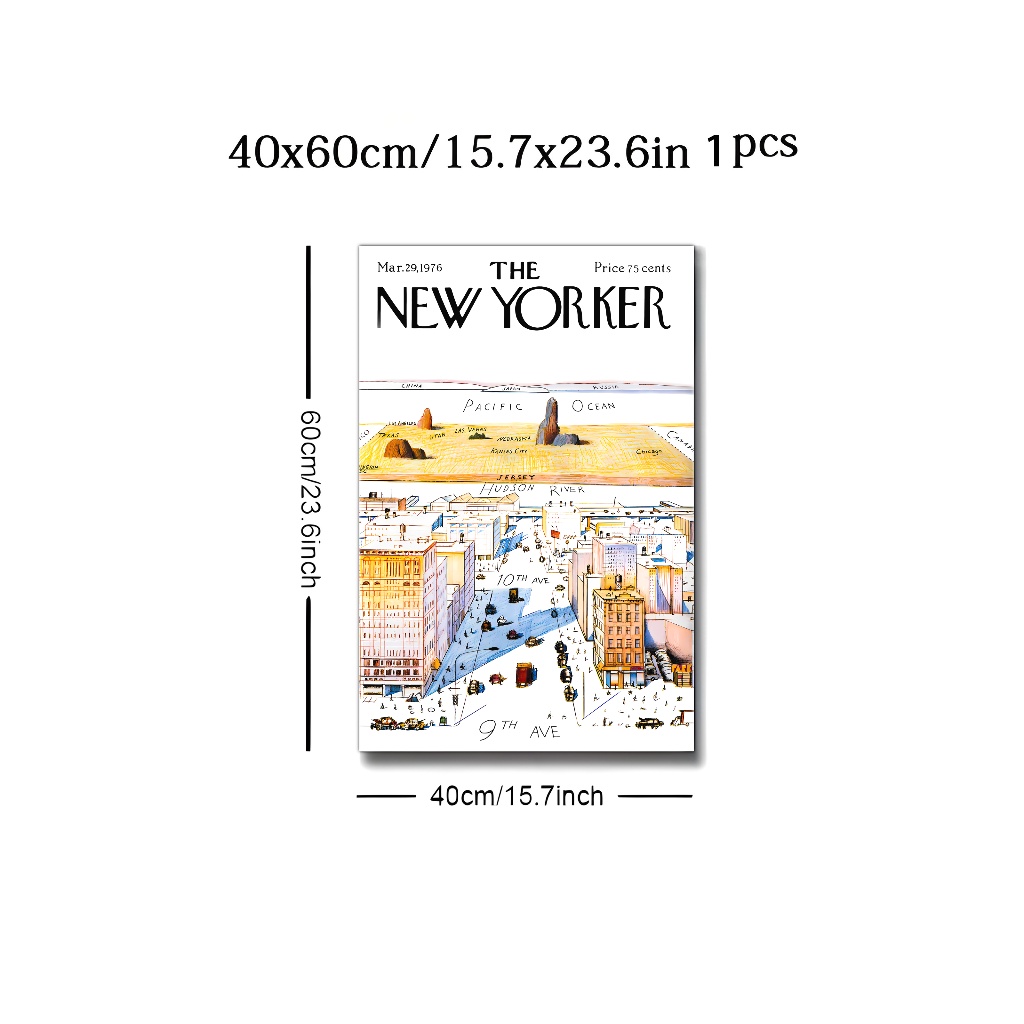 40x60cm/15.7x23.6in 1pcs
Mar.29,1976
THE
Price 75 cents
NEW YORKER
CHINA
JAPAN
RUSSIA
PACIFIC OCEAN
LOS ANGELES
LAS VEGAS
TEXAS
UTAH
NEBRASKA
KANSAS CITY
Chicago
JERSEY
HUDSON RIVER
10TH AVE
9TH AVE
60cm/23.6inch
40cm/15.7inch